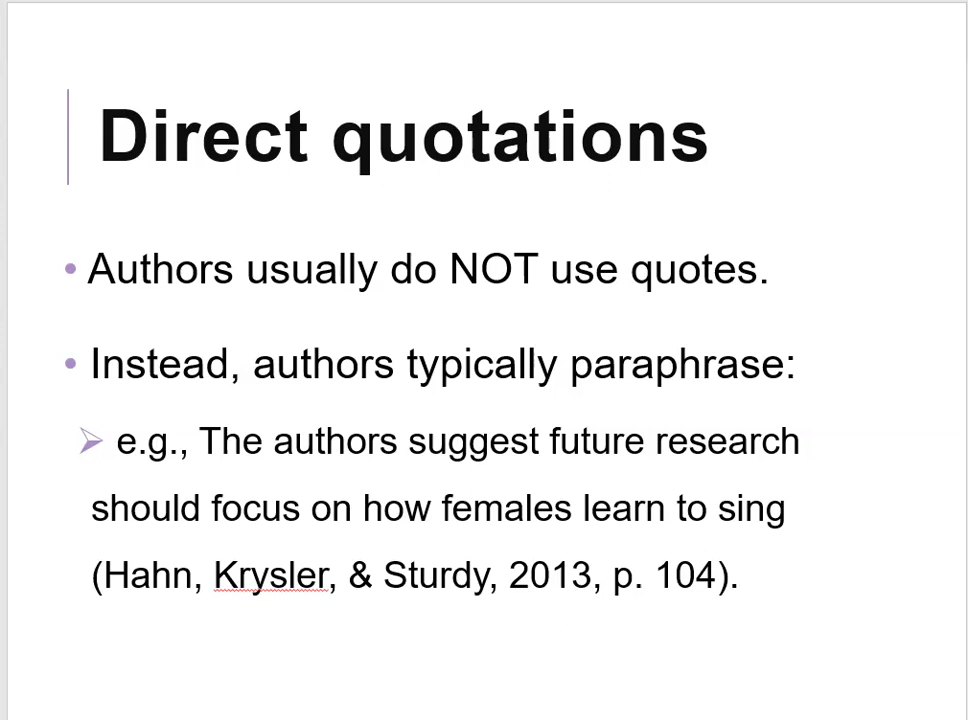 Direct quotations
• Authors usually do NOT use quotes.
• Instead, authors typically paraphrase:
➢ e.g., The authors suggest future research
should focus on how females learn to sing
(Hahn, Krysler, & Sturdy, 2013, p. 104).